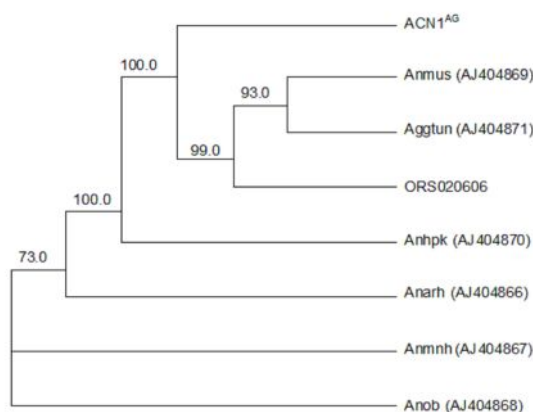 ACN1ᴬᴳ
100.0
Anmus (AJ404869)
93.0
Aggtun (AJ404871)
99.0
ORS020606
100.0
Anhpk (AJ404870)
73.0
Anarh (AJ404866)
Anmnh (AJ404867)
Anob (AJ404868)